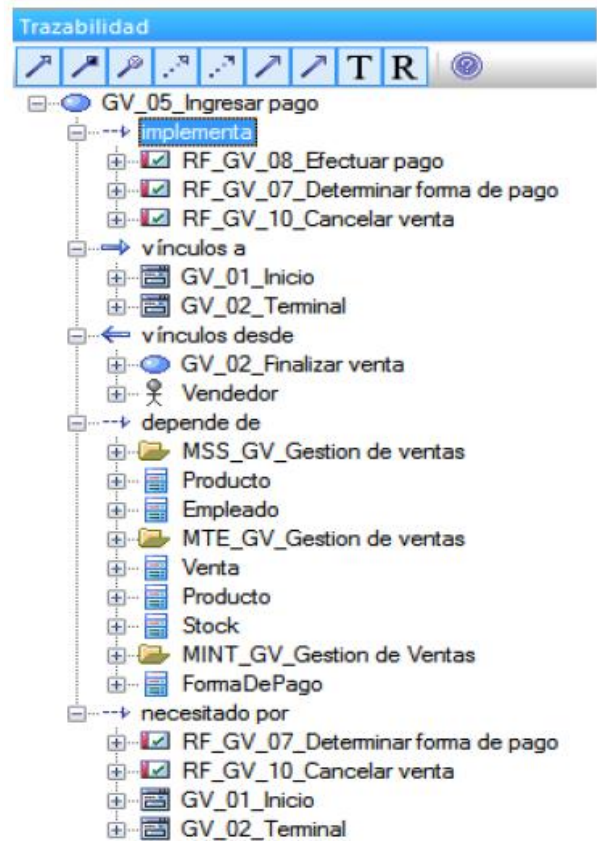 Trazabilidad
T R
GV_05_Ingresar pago
implementa
RF_GV_08_Efectuar pago
RF_GV_07_Determinar forma de pago
RF_GV_10_Cancelar venta
vínculos a
GV_01_Inicio
GV_02_Terminal
vínculos desde
GV_02_Finalizar venta
Vendedor
depende de
MSS_GV_Gestion de ventas
Producto
Empleado
MTE_GV_Gestion de ventas
Venta
Producto
Stock
MINT_GV_Gestion de Ventas
FormaDePago
necesitado por
RF_GV_07_Determinar forma de pago
RF_GV_10_Cancelar venta
GV_01_Inicio
GV_02_Terminal